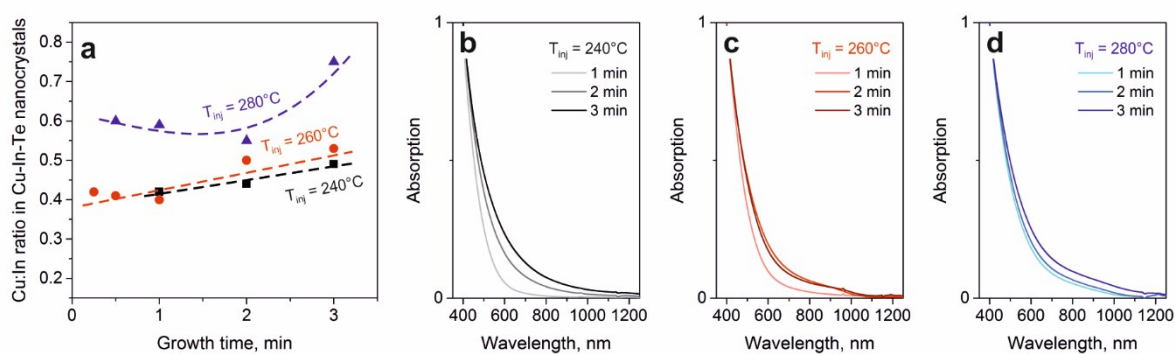 a
Cu:In ratio in Cu-In-Te nanocrystals
0.8
0.7
0.6
0.5
0.4
0.3
0.2
T_inj = 280°C
T_inj = 260°C
T_inj = 240°C
0 1 2 3
Growth time, min
b
T_inj = 240°C
1 min
2 min
3 min
Absorption
1
0
400 600 800 1000 1200
Wavelength, nm
c
T_inj = 260°C
1 min
2 min
3 min
Absorption
1
0
400 600 800 1000 1200
Wavelength, nm
d
T_inj = 280°C
1 min
2 min
3 min
Absorption
1
0
400 600 800 1000 1200
Wavelength, nm